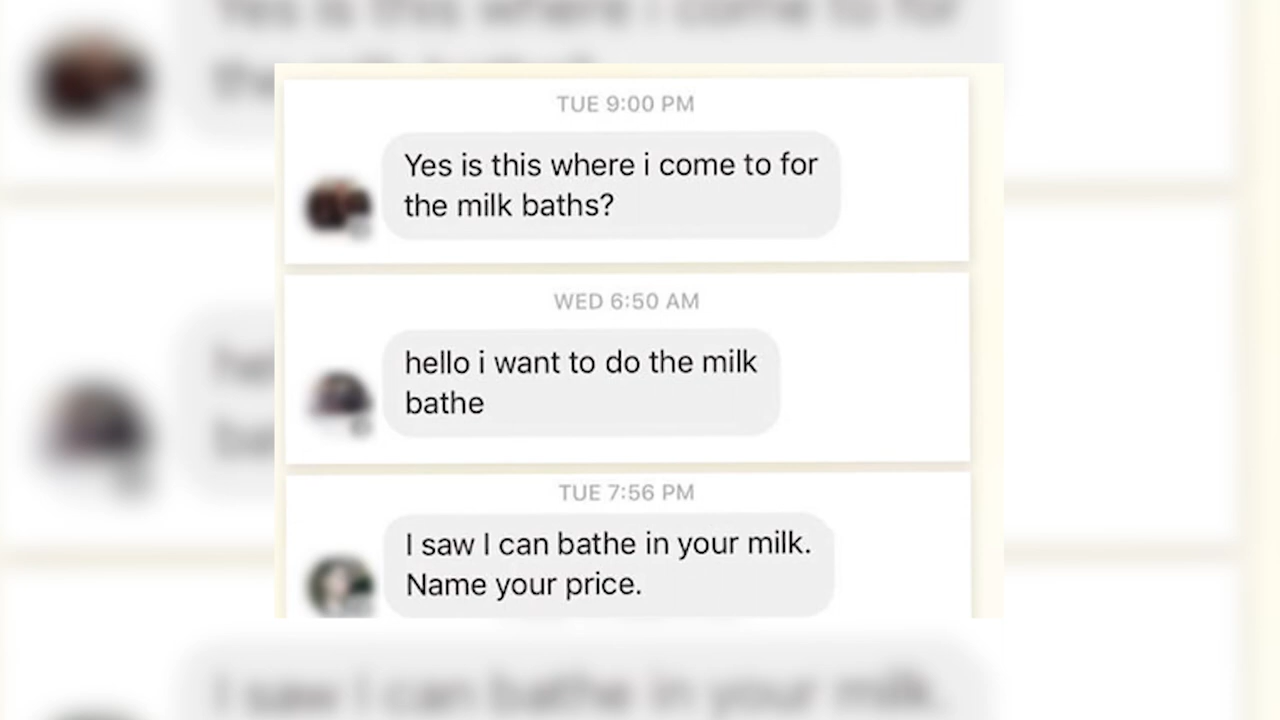 TUE 9:00 PM
Yes is this where i come to for
the milk baths?
WED 6:50 AM
hello i want to do the milk
bathe
TUE 7:56 PM
I saw I can bathe in your milk.
Name your price.